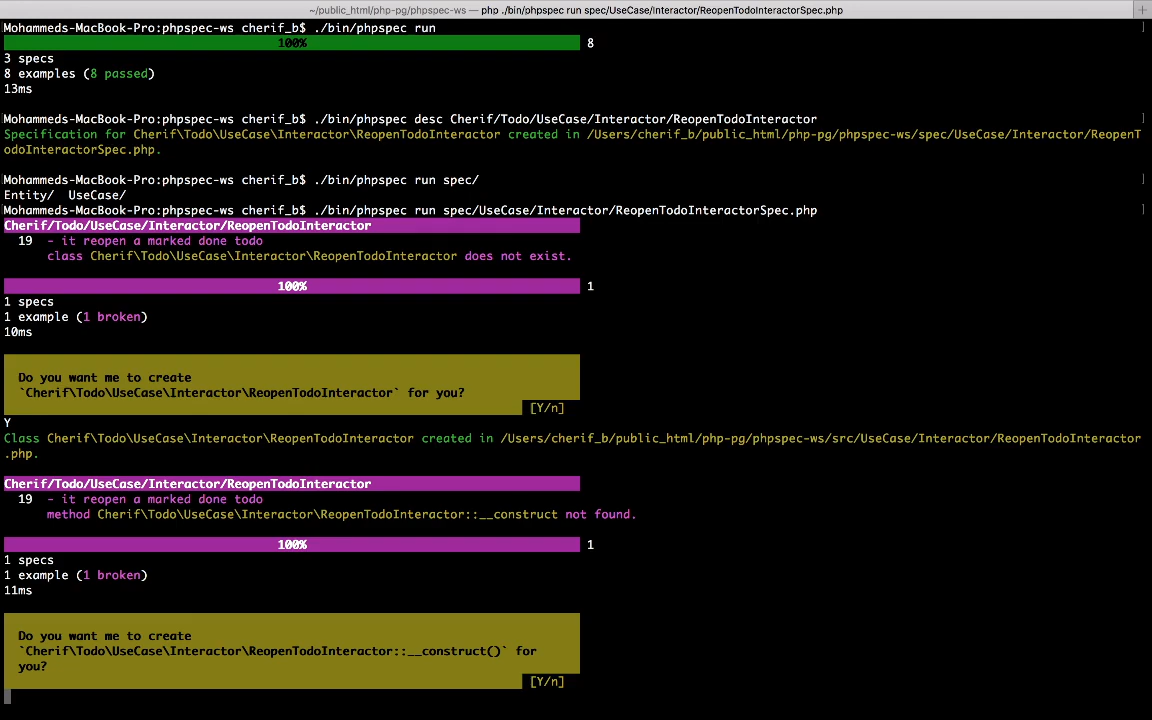 ~/public_html/php-pg/phpspec-ws — php ./bin/phpspec run spec/UseCase/Interactor/ReopenTodoInteractorSpec.php
Mohammeds-MacBook-Pro:phpspec-ws cherif_b$ ./bin/phpspec run
100% 8
3 specs
8 examples (8 passed)
13ms
Mohammeds-MacBook-Pro:phpspec-ws cherif_b$ ./bin/phpspec desc Cherif/Todo/UseCase/Interactor/ReopenTodoInteractor
Specification for Cherif\Todo\UseCase\Interactor\ReopenTodoInteractor created in /Users/cherif_b/public_html/php-pg/phpspec-ws/spec/UseCase/Interactor/ReopenT
odoInteractorSpec.php.
Mohammeds-MacBook-Pro:phpspec-ws cherif_b$ ./bin/phpspec run spec/
Entity/ UseCase/
Mohammeds-MacBook-Pro:phpspec-ws cherif_b$ ./bin/phpspec run spec/UseCase/Interactor/ReopenTodoInteractorSpec.php
Cherif/Todo/UseCase/Interactor/ReopenTodoInteractor
19 - it reopen a marked done todo
class Cherif\Todo\UseCase\Interactor\ReopenTodoInteractor does not exist.
100% 1
1 specs
1 example (1 broken)
10ms
Do you want me to create
`Cherif\Todo\UseCase\Interactor\ReopenTodoInteractor` for you?
[Y/n]
Y
Class Cherif\Todo\UseCase\Interactor\ReopenTodoInteractor created in /Users/cherif_b/public_html/php-pg/phpspec-ws/src/UseCase/Interactor/ReopenTodoInteractor
.php.
Cherif/Todo/UseCase/Interactor/ReopenTodoInteractor
19 - it reopen a marked done todo
method Cherif\Todo\UseCase\Interactor\ReopenTodoInteractor::__construct not found.
100% 1
1 specs
1 example (1 broken)
11ms
Do you want me to create
`Cherif\Todo\UseCase\Interactor\ReopenTodoInteractor::__construct()` for
you?
[Y/n]